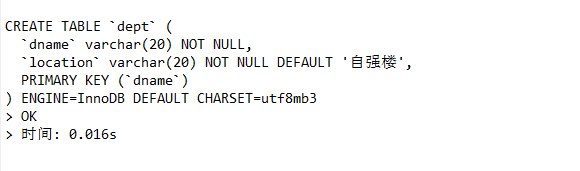 CREATE TABLE `dept` (
  `dname` varchar(20) NOT NULL,
  `location` varchar(20) NOT NULL DEFAULT '自强楼',
  PRIMARY KEY (`dname`)
) ENGINE=InnoDB DEFAULT CHARSET=utf8mb3
> OK
> 时间: 0.016s